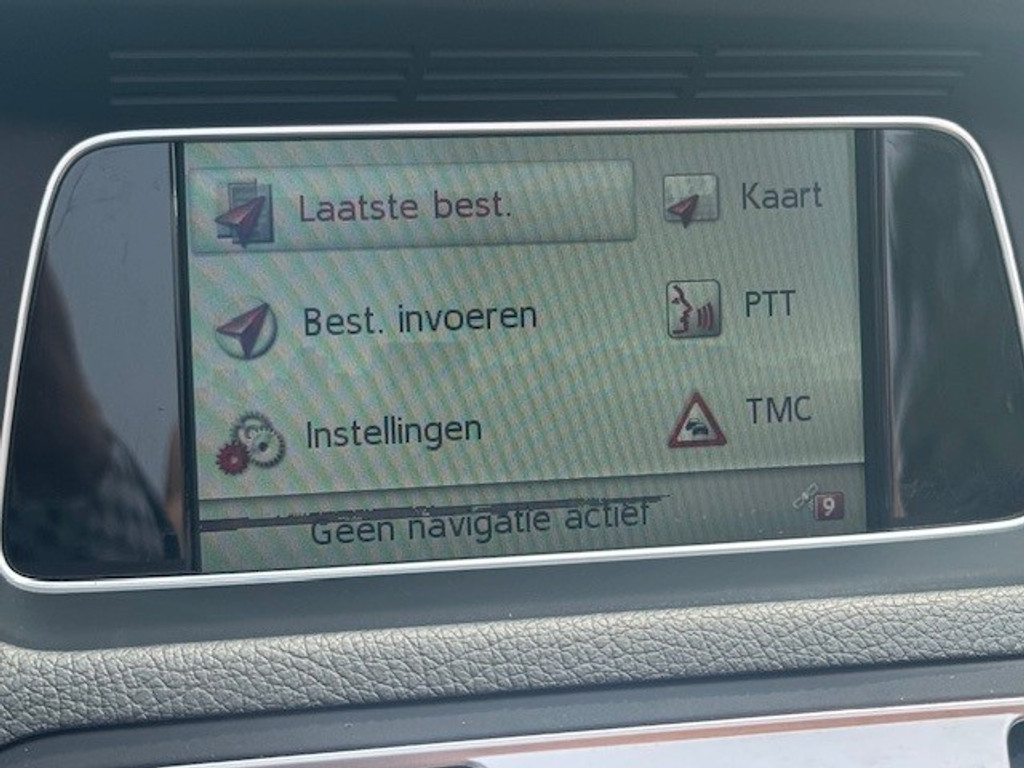 Laatste best.
Kaart
Best. invoeren
PTT
Instellingen
TMC
Geen navigatie actief
9